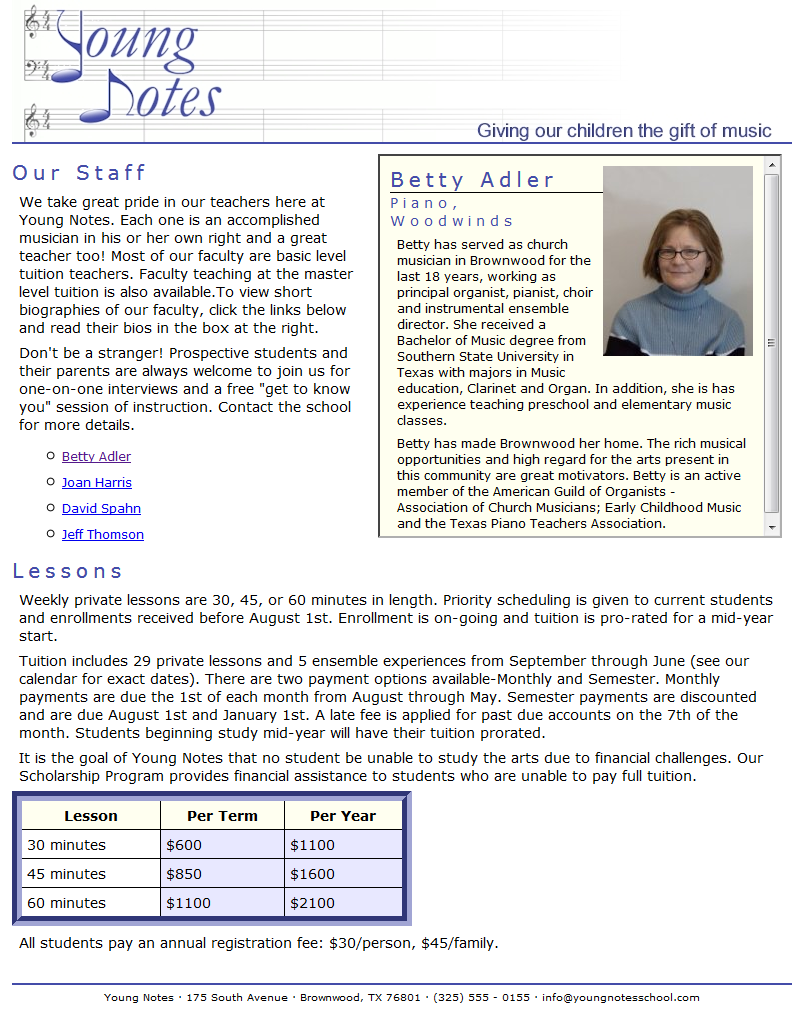 Young
Notes
Giving our children the gift of music
Our Staff
We take great pride in our teachers here at
Young Notes. Each one is an accomplished
musician in his or her own right and a great
teacher too! Most of our faculty are basic level
tuition teachers. Faculty teaching at the master
level tuition is also available.To view short
biographies of our faculty, click the links below
and read their bios in the box at the right.
Don't be a stranger! Prospective students and
their parents are always welcome to join us for
one-on-one interviews and a free "get to know
you" session of instruction. Contact the school
for more details.
Betty Adler
Joan Harris
David Spahn
Jeff Thomson
Betty Adler
Piano,
Woodwinds
Betty has served as church
musician in Brownwood for the
last 18 years, working as
principal organist, pianist, choir
and instrumental ensemble
director. She received a
Bachelor of Music degree from
Southern State University in
Texas with majors in Music
education, Clarinet and Organ. In addition, she is has
experience teaching preschool and elementary music
classes.
Betty has made Brownwood her home. The rich musical
opportunities and high regard for the arts present in
this community are great motivators. Betty is an active
member of the American Guild of Organists -
Association of Church Musicians; Early Childhood Music
and the Texas Piano Teachers Association.
Lessons
Weekly private lessons are 30, 45, or 60 minutes in length. Priority scheduling is given to current students
and enrollments received before August 1st. Enrollment is on-going and tuition is pro-rated for a mid-year
start.
Tuition includes 29 private lessons and 5 ensemble experiences from September through June (see our
calendar for exact dates). There are two payment options available-Monthly and Semester. Monthly
payments are due the 1st of each month from August through May. Semester payments are discounted
and are due August 1st and January 1st. A late fee is applied for past due accounts on the 7th of the
month. Students beginning study mid-year will have their tuition prorated.
It is the goal of Young Notes that no student be unable to study the arts due to financial challenges. Our
Scholarship Program provides financial assistance to students who are unable to pay full tuition.
Lesson Per Term Per Year
30 minutes $600 $1100
45 minutes $850 $1600
60 minutes $1100 $2100
All students pay an annual registration fee: $30/person, $45/family.
Young Notes · 175 South Avenue · Brownwood, TX 76801 · (325) 555 - 0155 · info@youngnotesschool.com